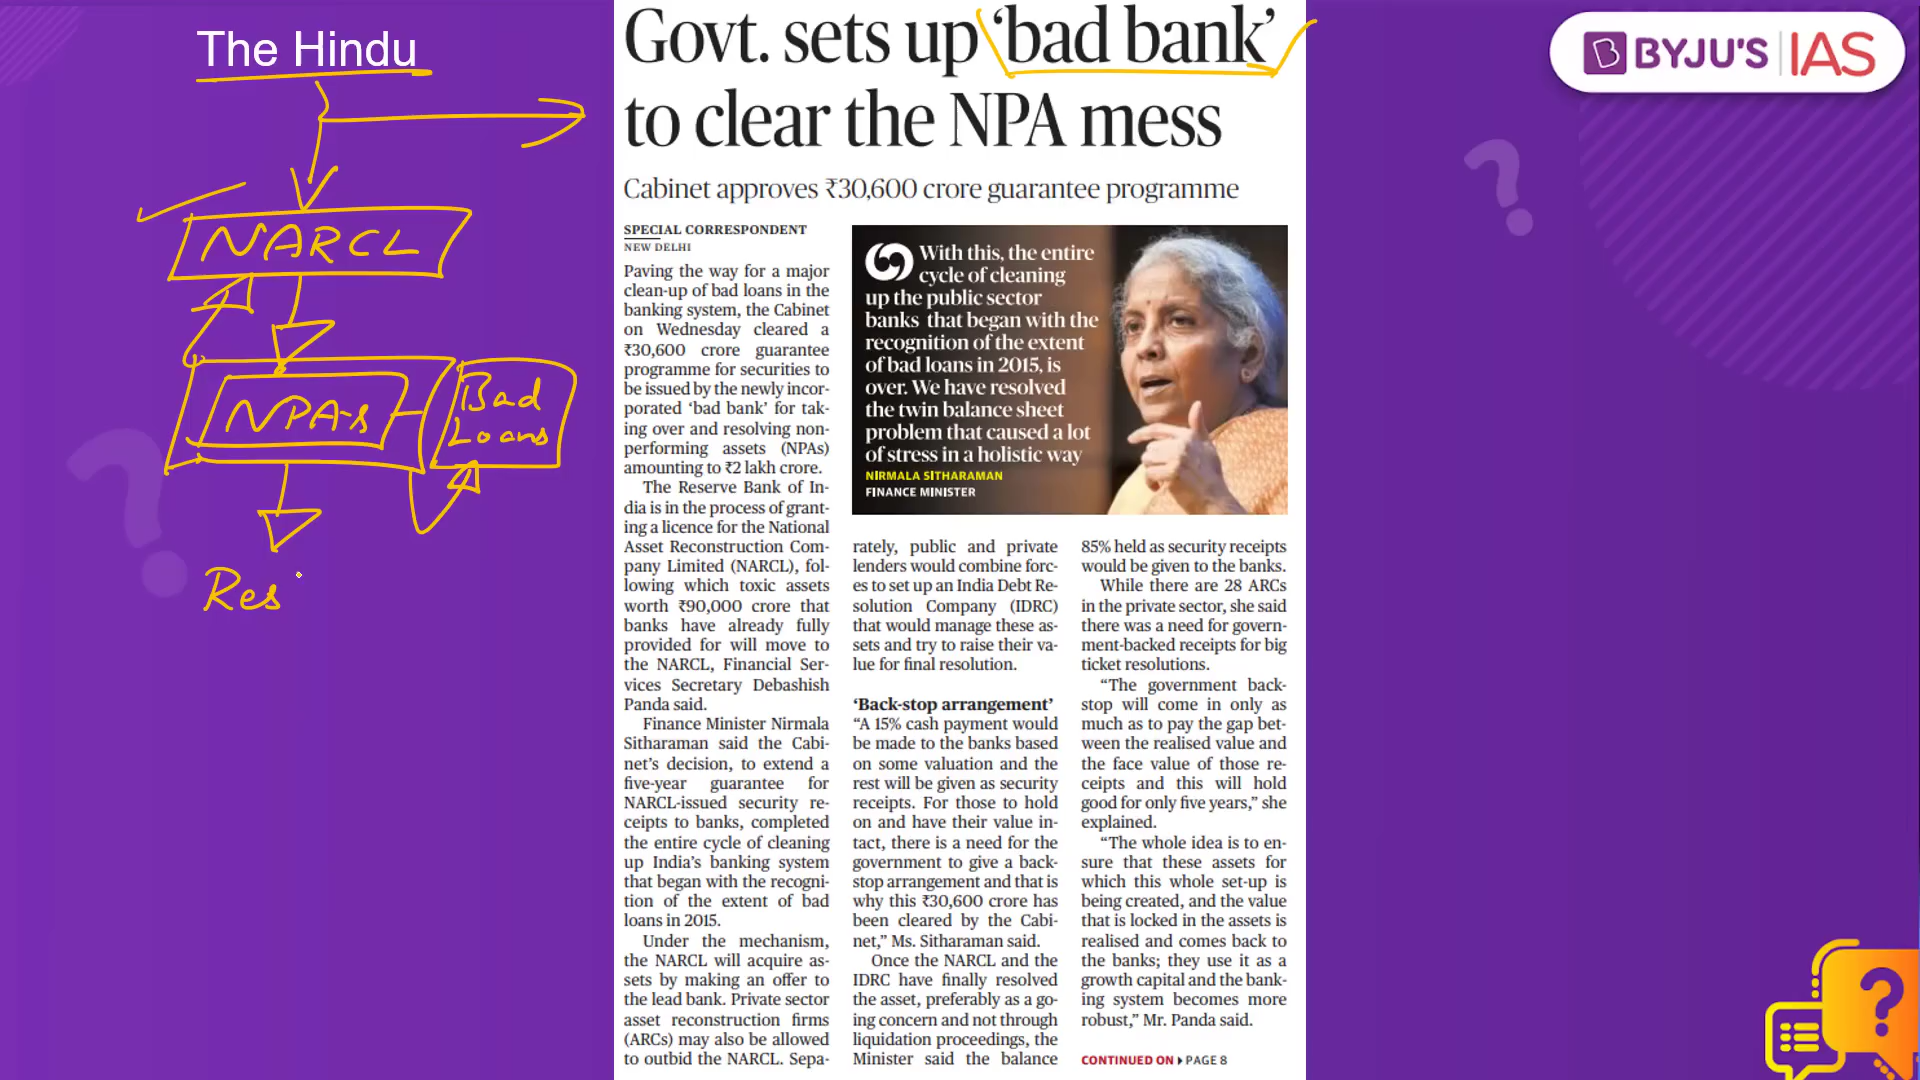 The Hindu
NARCL
NPA-s
Bad
Loans
Res
Govt. sets up ‘bad bank’
to clear the NPA mess
Cabinet approves ₹30,600 crore guarantee programme
SPECIAL CORRESPONDENT
NEW DELHI
Paving the way for a major
clean-up of bad loans in the
banking system, the Cabinet
on Wednesday cleared a
₹30,600 crore guarantee
programme for securities to
be issued by the newly incor-
porated ‘bad bank’ for tak-
ing over and resolving non-
performing assets (NPAs)
amounting to ₹2 lakh crore.
The Reserve Bank of In-
dia is in the process of grant-
ing a licence for the National
Asset Reconstruction Com-
pany Limited (NARCL), fol-
lowing which toxic assets
worth ₹90,000 crore that
banks have already fully
provided for will move to
the NARCL, Financial Ser-
vices Secretary Debashish
Panda said.
Finance Minister Nirmala
Sitharaman said the Cabi-
net’s decision, to extend a
five-year guarantee for
NARCL-issued security re-
ceipts to banks, completed
the entire cycle of cleaning
up India’s banking system
that began with the recogni-
tion of the extent of bad
loans in 2015.
Under the mechanism,
the NARCL will acquire as-
sets by making an offer to
the lead bank. Private sector
asset reconstruction firms
(ARCs) may also be allowed
to outbid the NARCL. Sepa-
With this, the entire
cycle of cleaning
up the public sector
banks that began with the
recognition of the extent
of bad loans in 2015, is
over. We have resolved
the twin balance sheet
problem that caused a lot
of stress in a holistic way
NIRMALA SITHARAMAN
FINANCE MINISTER
rately, public and private
lenders would combine forc-
es to set up an India Debt Re-
solution Company (IDRC)
that would manage these as-
sets and try to raise their va-
lue for final resolution.
‘Back-stop arrangement’
“A 15% cash payment would
be made to the banks based
on some valuation and the
rest will be given as security
receipts. For those to hold
on and have their value in-
tact, there is a need for the
government to give a back-
stop arrangement and that is
why this ₹30,600 crore has
been cleared by the Cabi-
net,” Ms. Sitharaman said.
Once the NARCL and the
IDRC have finally resolved
the asset, preferably as a go-
ing concern and not through
liquidation proceedings, the
Minister said the balance
85% held as security receipts
would be given to the banks.
While there are 28 ARCs
in the private sector, she said
there was a need for govern-
ment-backed receipts for big
ticket resolutions.
“The government back-
stop will come in only as
much as to pay the gap bet-
ween the realised value and
the face value of those re-
ceipts and this will hold
good for only five years,” she
explained.
“The whole idea is to en-
sure that these assets for
which this whole set-up is
being created, and the value
that is locked in the assets is
realised and comes back to
the banks; they use it as a
growth capital and the bank-
ing system becomes more
robust,” Mr. Panda said.
CONTINUED ON PAGE 8
BYJU'S IAS